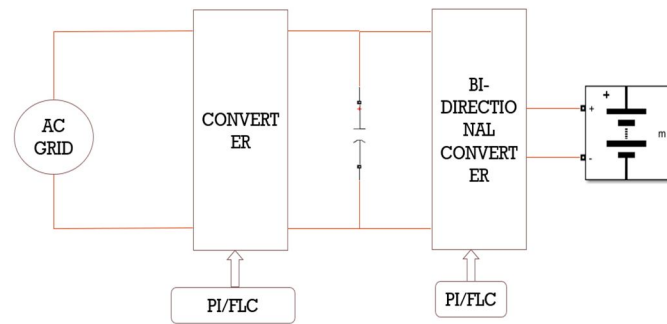 AC
GRID
CONVERT
ER
+
BI-
DIRECTIO
NAL
CONVERT
ER
+
+
-
m
PI/FLC
PI/FLC